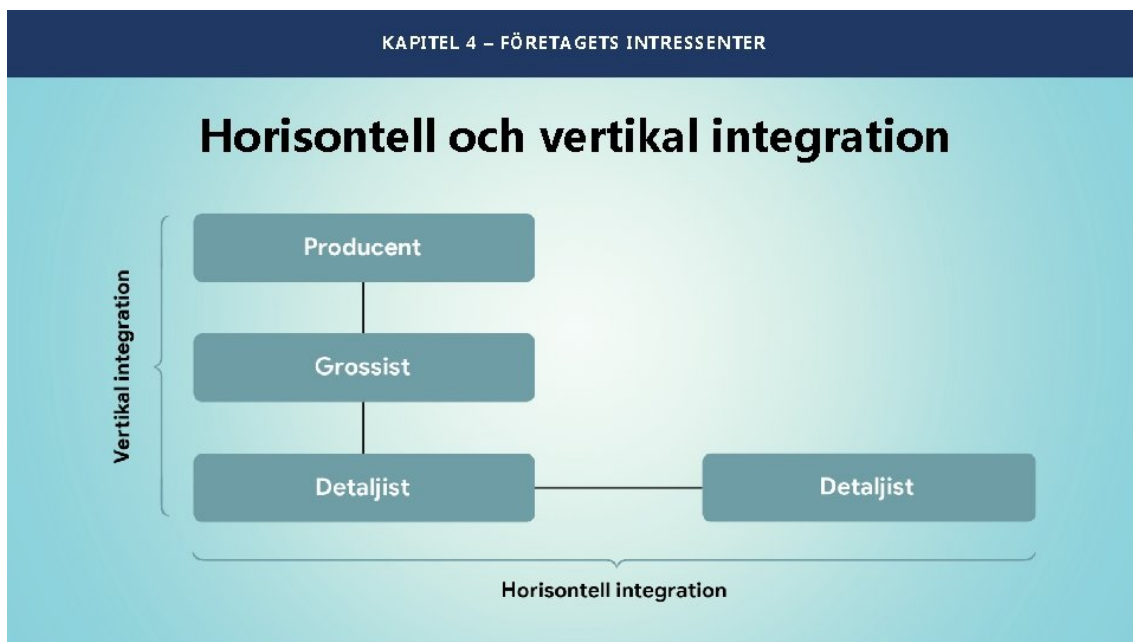 KAPITEL 4 – FÖRETAGETS INTRESSENTER
Horisontell och vertikal integration
Vertikal integration
Producent
Grossist
Detaljist
Detaljist
Horisontell integration